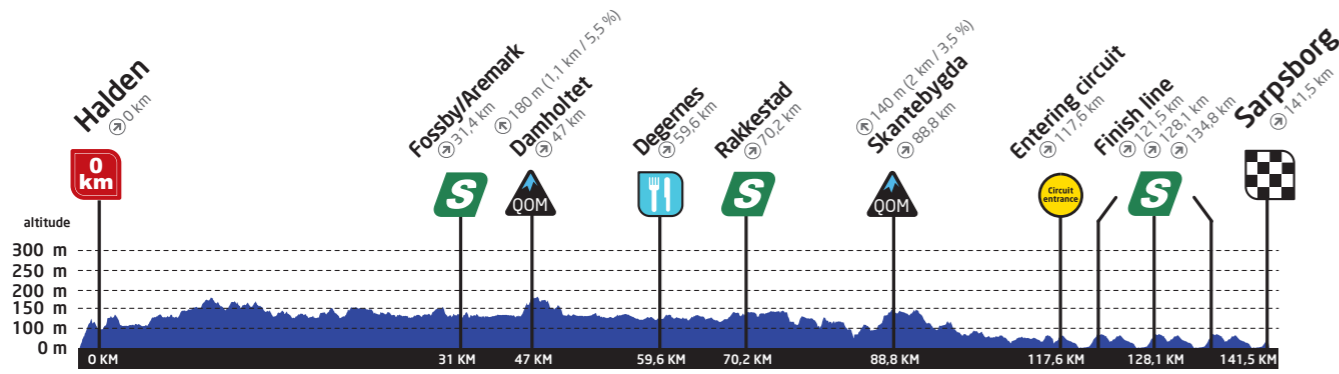 Halden
0 km
0
km
Fossby/Aremark
31,4 km
180 m (1,1 km / 5,5 %)
Damholtet
47 km
Degernes
59,6 km
Rakkestad
70,2 km
140 m (2 km / 3,5 %)
Skantebygda
88,8 km
Entering circuit
117,6 km
Finish line
121,5 km
128,1 km
134,8 km
Sarpsborg
141,5 km
S
QOM
S
QOM
Circuit
entrance
S
altitude
300 m
250 m
200 m
150 m
100 m
0 m
0 KM
31 KM
47 KM
59,6 KM
70,2 KM
88,8 KM
117,6 KM
128,1 KM
141,5 KM